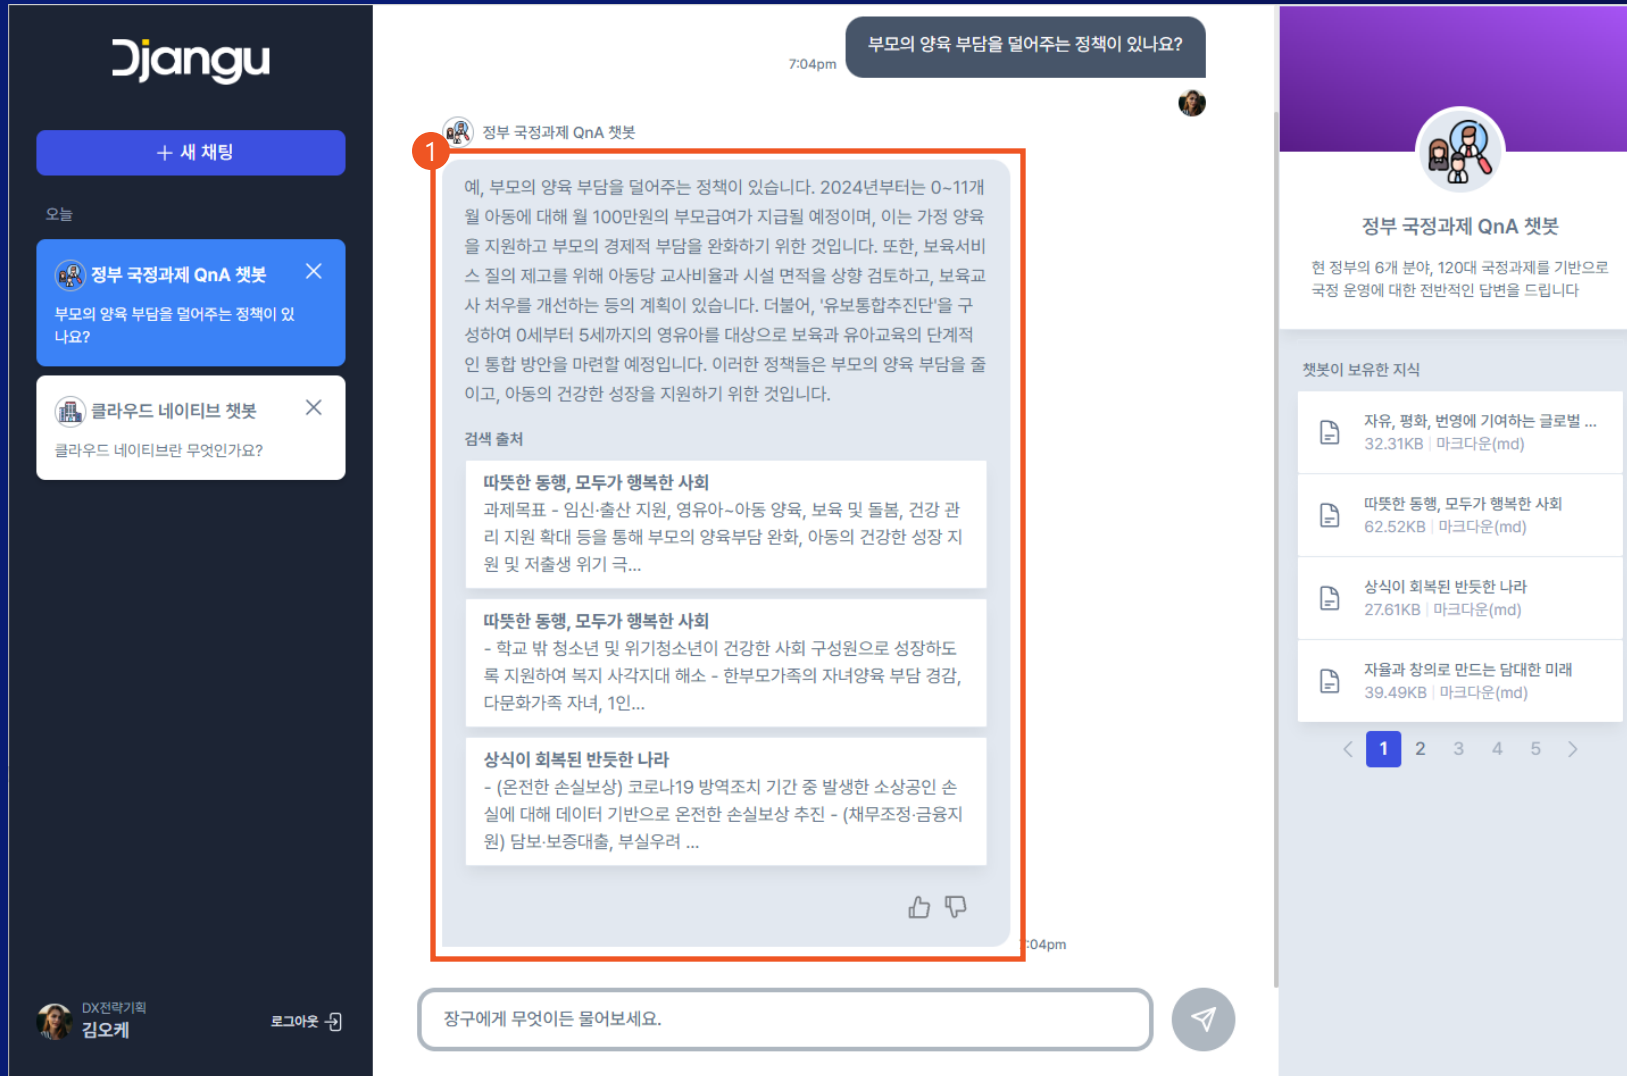 Djangu
+ 새 채팅
오늘
정부 국정과제 QnA 챗봇
부모의 양육 부담을 덜어주는 정책이 있
나요?
클라우드 네이티브 챗봇
클라우드 네이티브란 무엇인가요?
DX전략기획
김오케
로그아웃
부모의 양육 부담을 덜어주는 정책이 있나요?
7:04pm
정부 국정과제 QnA 챗봇
1
예, 부모의 양육 부담을 덜어주는 정책이 있습니다. 2024년부터는 0~11개
월 아동에 대해 월 100만원의 부모급여가 지급될 예정이며, 이는 가정 양육
을 지원하고 부모의 경제적 부담을 완화하기 위한 것입니다. 또한, 보육서비
스 질의 제고를 위해 아동당 교사비율과 시설 면적을 상향 검토하고, 보육교
사 처우를 개선하는 등의 계획이 있습니다. 더불어, '유보통합추진단'을 구
성하여 0세부터 5세까지의 영유아를 대상으로 보육과 유아교육의 단계적
인 통합 방안을 마련할 예정입니다. 이러한 정책들은 부모의 양육 부담을 줄
이고, 아동의 건강한 성장을 지원하기 위한 것입니다.
검색 출처
따뜻한 동행, 모두가 행복한 사회
과제목표 - 임신·출산 지원, 영유아~아동 양육, 보육 및 돌봄, 건강 관
리 지원 확대 등을 통해 부모의 양육부담 완화, 아동의 건강한 성장 지
원 및 저출생 위기 극...
따뜻한 동행, 모두가 행복한 사회
- 학교 밖 청소년 및 위기청소년이 건강한 사회 구성원으로 성장하도
록 지원하여 복지 사각지대 해소 - 한부모가족의 자녀양육 부담 경감,
다문화가족 자녀, 1인...
상식이 회복된 반듯한 나라
- (온전한 손실보상) 코로나19 방역조치 기간 중 발생한 소상공인 손
실에 대해 데이터 기반으로 온전한 손실보상 추진 - (채무조정·금융지
원) 담보·보증대출, 부실우려 ...
:04pm
장구에게 무엇이든 물어보세요.
정부 국정과제 QnA 챗봇
현 정부의 6개 분야, 120대 국정과제를 기반으로
국정 운영에 대한 전반적인 답변을 드립니다
챗봇이 보유한 지식
자유, 평화, 번영에 기여하는 글로벌 ...
32.31KB | 마크다운(md)
따뜻한 동행, 모두가 행복한 사회
62.52KB | 마크다운(md)
상식이 회복된 반듯한 나라
27.61KB | 마크다운(md)
자율과 창의로 만드는 담대한 미래
39.49KB | 마크다운(md)
< 1 2 3 4 5 >